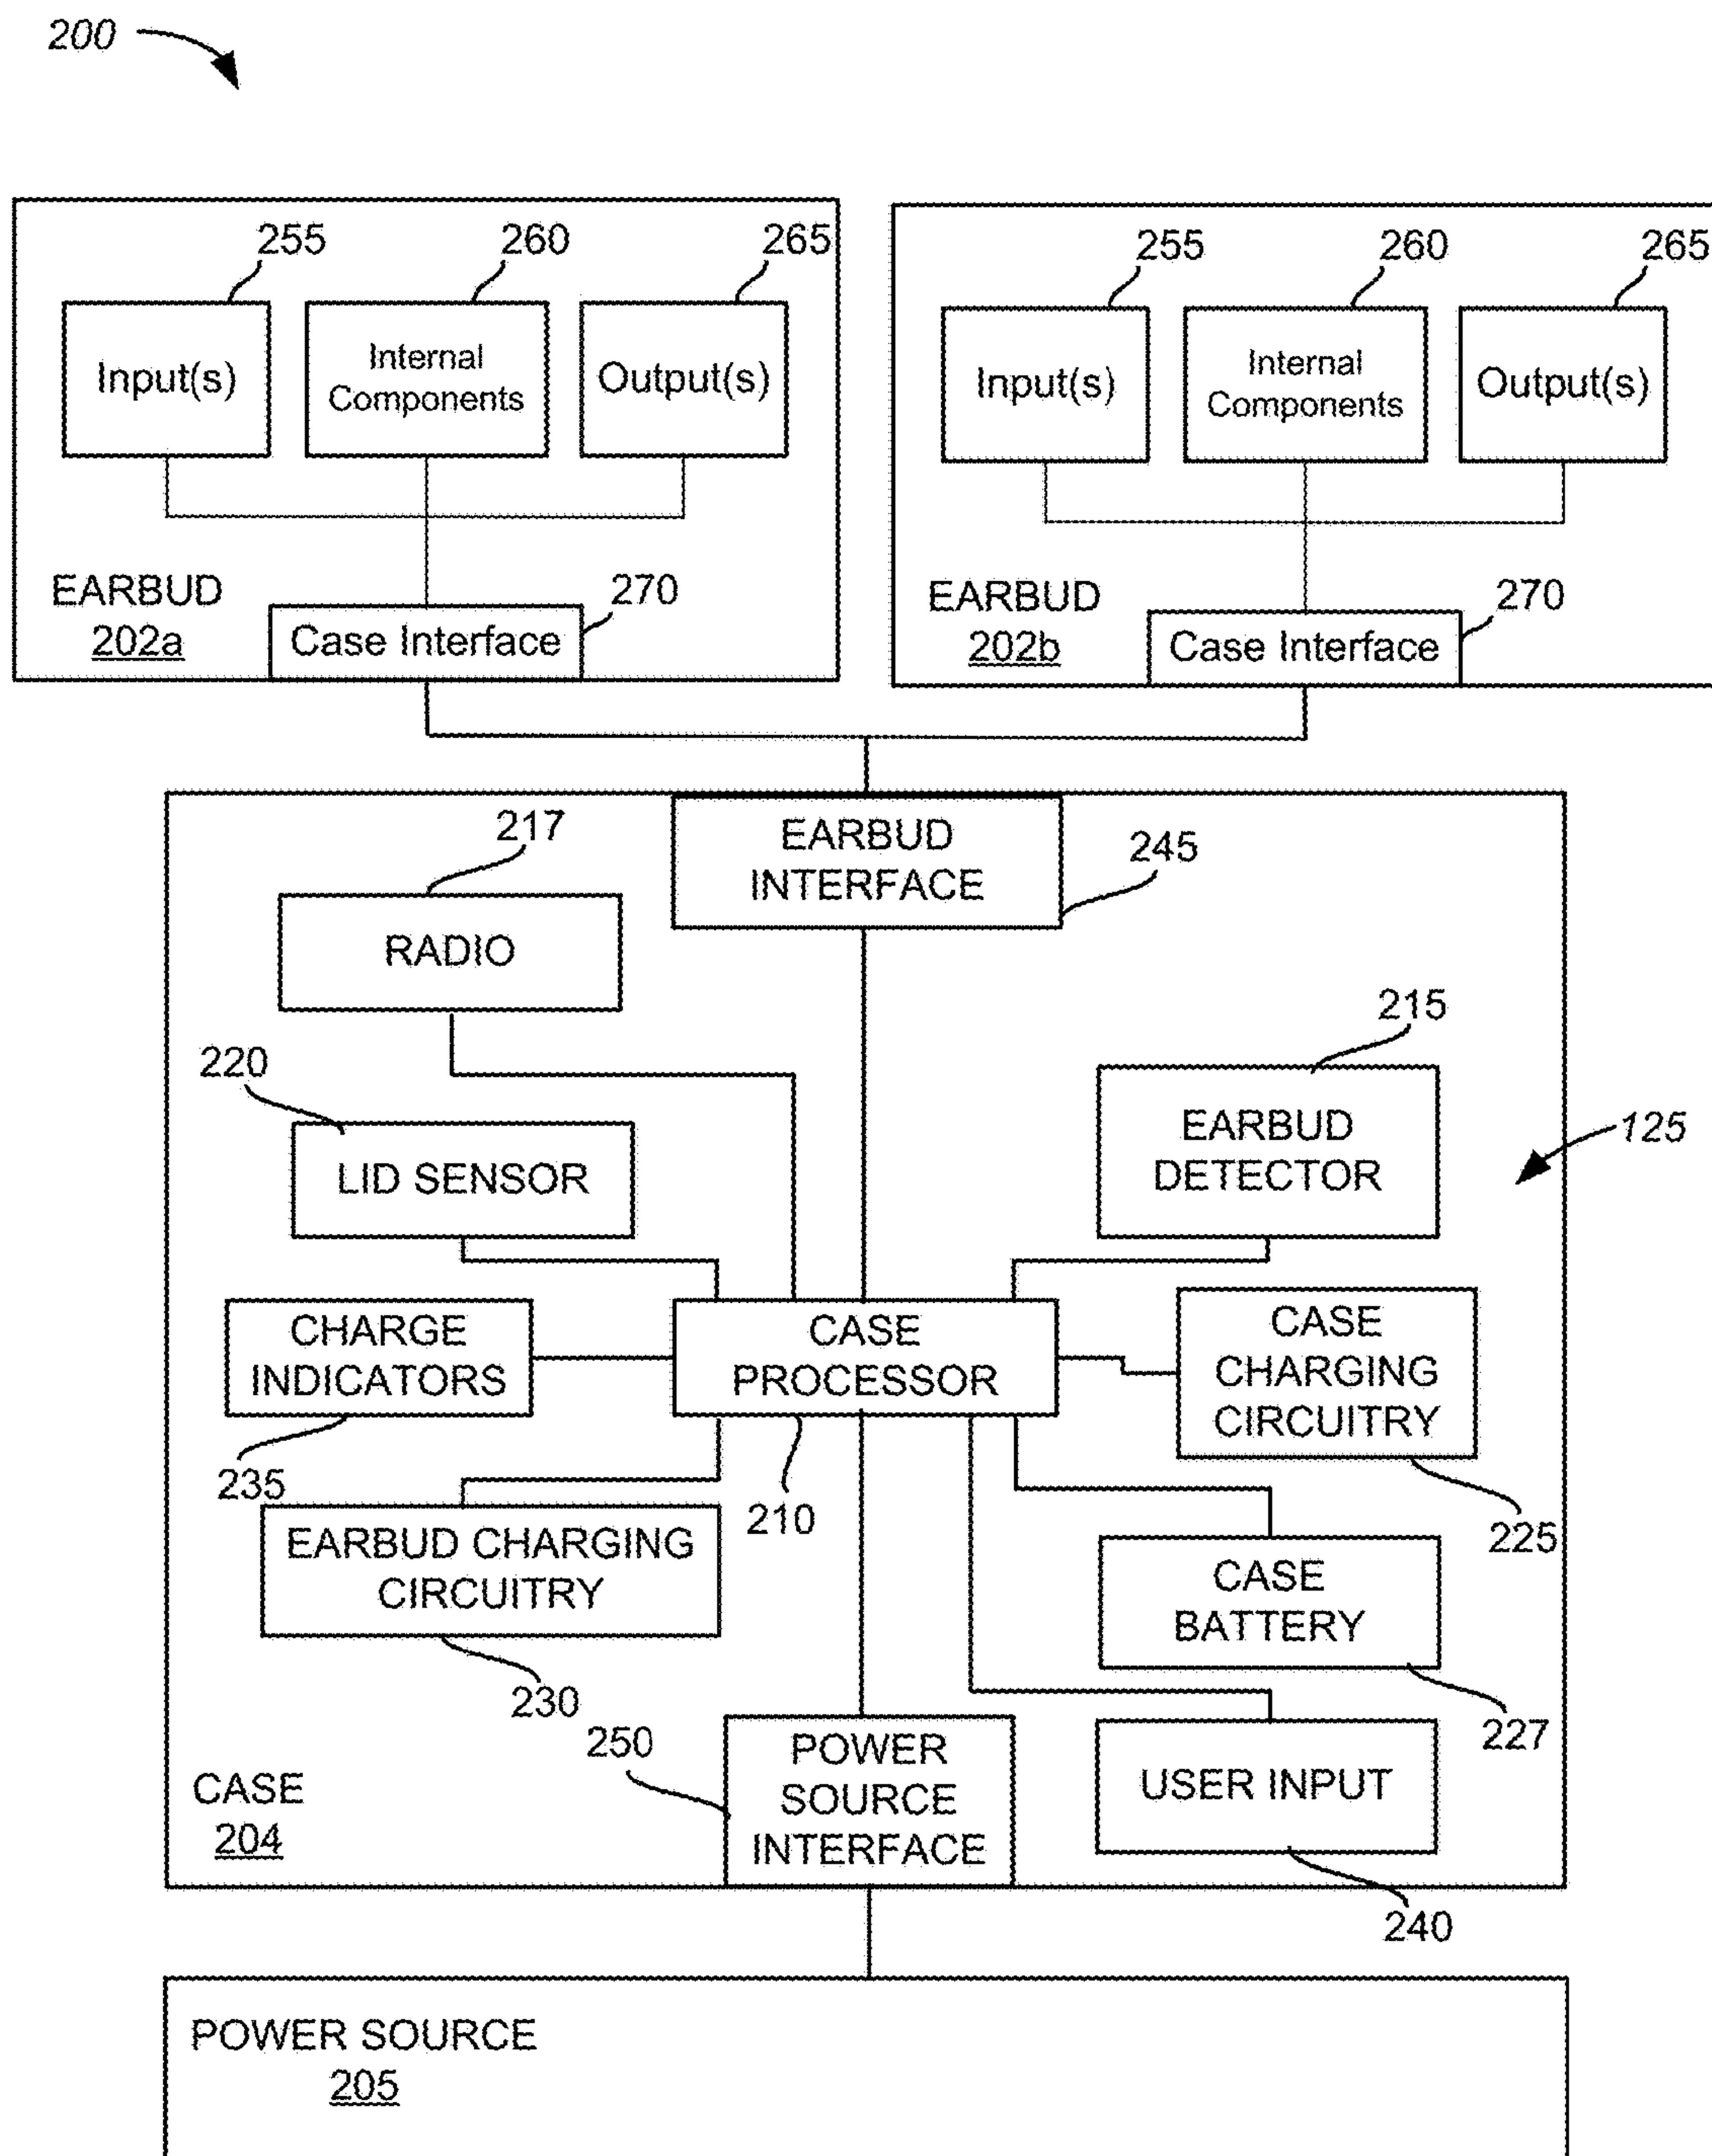 200
255
260
265
Input(s)
Internal
Components
Output(s)
EARBUD
202a
Case Interface
270
255
260
265
Input(s)
Internal
Components
Output(s)
EARBUD
202b
Case Interface
270
EARBUD
INTERFACE
245
217
RADIO
215
EARBUD
DETECTOR
125
220
LID SENSOR
CHARGE
INDICATORS
235
CASE
PROCESSOR
210
CASE
CHARGING
CIRCUITRY
225
EARBUD CHARGING
CIRCUITRY
230
CASE
BATTERY
227
250
POWER
SOURCE
INTERFACE
USER INPUT
240
CASE
204
POWER SOURCE
205